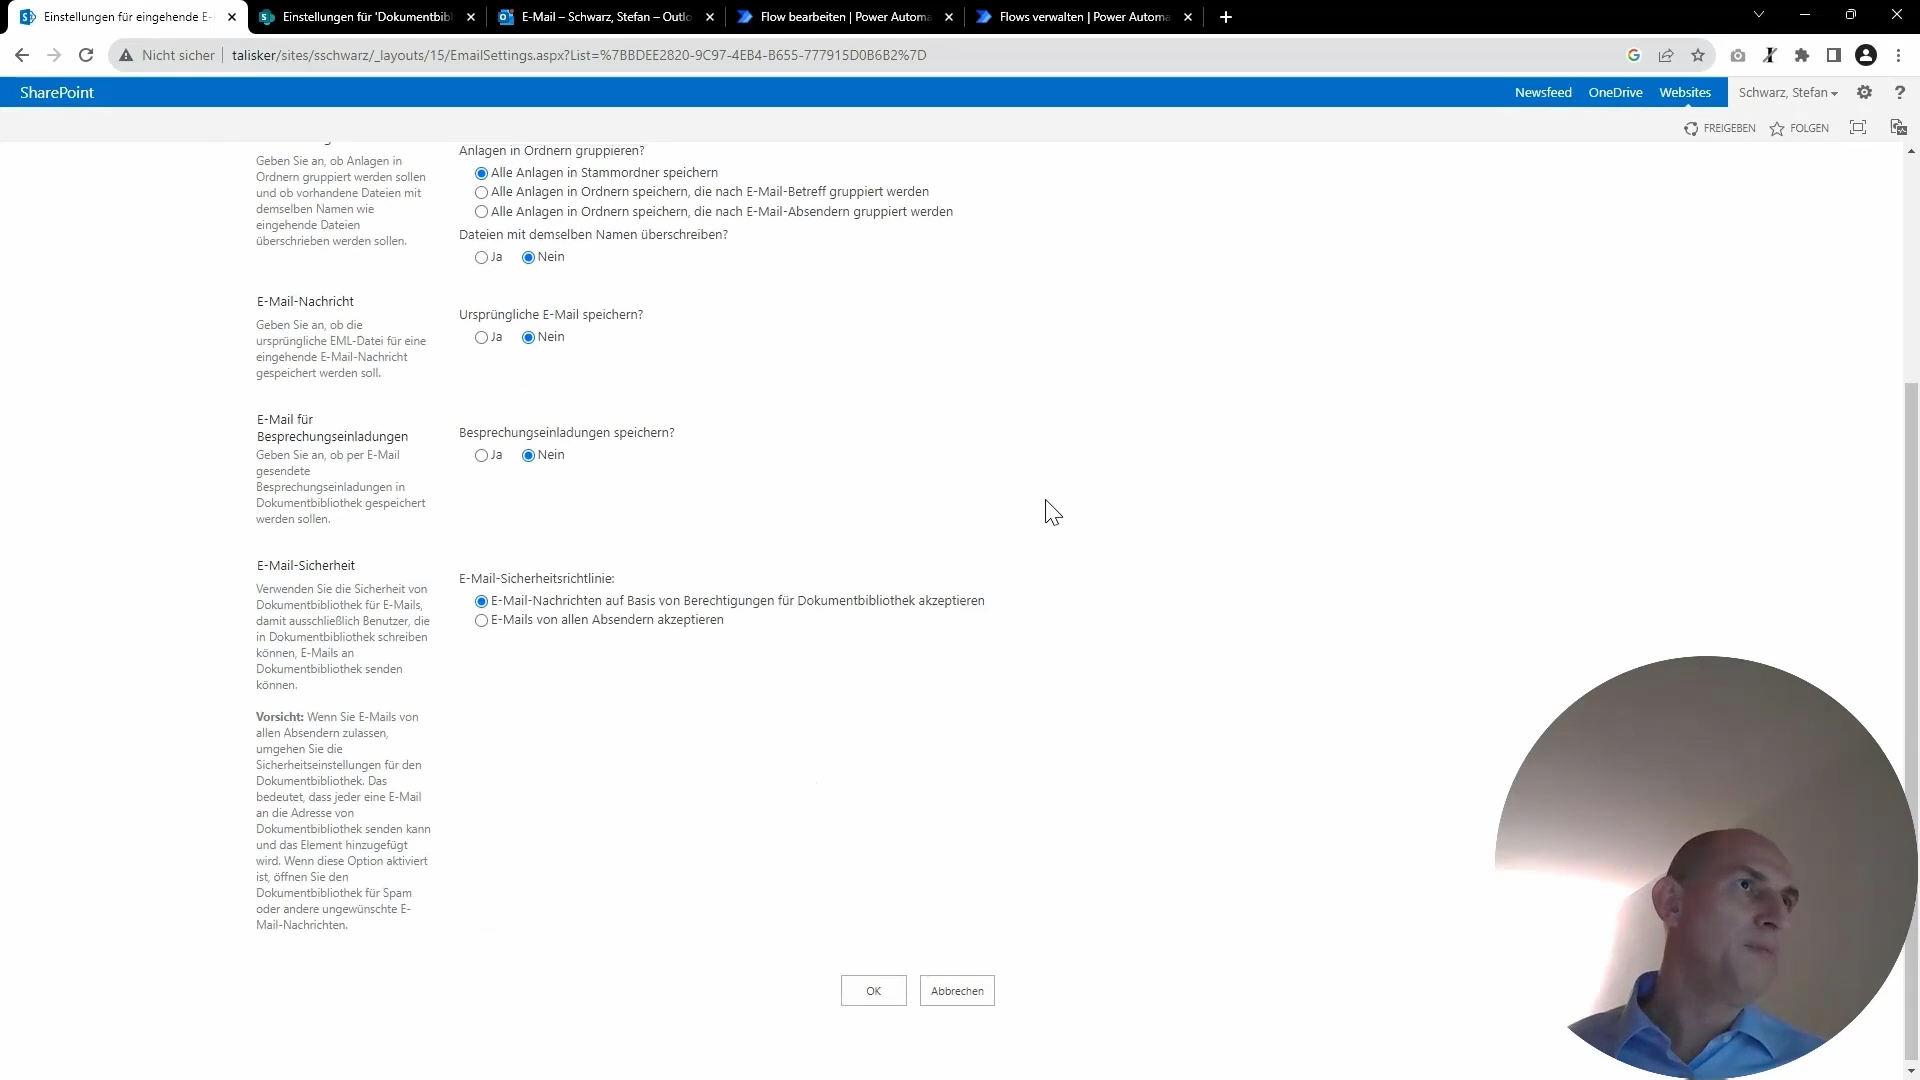 Einstellungen für eingehende E-
Einstellungen für 'Dokumentbibl
E-Mail – Schwarz, Stefan – Outlo
Flow bearbeiten | Power Automa
Flows verwalten | Power Automa
Nicht sicher
talisker/sites/sschwarz/_layouts/15/EmailSettings.aspx?List=%7BBDEE2820-9C97-4EB4-B655-777915D0B6B2%7D
SharePoint
Newsfeed
OneDrive
Websites
Schwarz, Stefan
?
FREIGEBEN
FOLGEN
Geben Sie an, ob Anlagen in
Ordnern gruppiert werden sollen
und ob vorhandene Dateien mit
demselben Namen wie
eingehende Dateien
überschrieben werden sollen.
Anlagen in Ordnern gruppieren?
Alle Anlagen in Stammordner speichern
Alle Anlagen in Ordnern speichern, die nach E-Mail-Betreff gruppiert werden
Alle Anlagen in Ordnern speichern, die nach E-Mail-Absendern gruppiert werden
Dateien mit demselben Namen überschreiben?
Ja
Nein
E-Mail-Nachricht
Geben Sie an, ob die
ursprüngliche EML-Datei für eine
eingehende E-Mail-Nachricht
gespeichert werden soll.
Ursprüngliche E-Mail speichern?
Ja
Nein
E-Mail für
Besprechungseinladungen
Geben Sie an, ob per E-Mail
gesendete
Besprechungseinladungen in
Dokumentbibliothek gespeichert
werden sollen.
Besprechungseinladungen speichern?
Ja
Nein
E-Mail-Sicherheit
Verwenden Sie die Sicherheit von
Dokumentbibliothek für E-Mails,
damit ausschließlich Benutzer, die
in Dokumentbibliothek schreiben
können, E-Mails an
Dokumentbibliothek senden
können.
Vorsicht: Wenn Sie E-Mails von
allen Absendern zulassen,
umgehen Sie die
Sicherheitseinstellungen für den
Dokumentbibliothek. Das
bedeutet, dass jeder eine E-Mail
an die Adresse von
Dokumentbibliothek senden kann
und das Element hinzugefügt
wird. Wenn diese Option aktiviert
ist, öffnen Sie den
Dokumentbibliothek für Spam
oder andere ungewünschte E-
Mail-Nachrichten.
E-Mail-Sicherheitsrichtlinie:
E-Mail-Nachrichten auf Basis von Berechtigungen für Dokumentbibliothek akzeptieren
E-Mails von allen Absendern akzeptieren
OK
Abbrechen